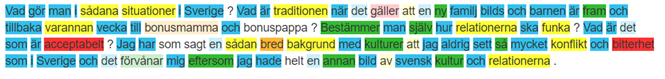 Vad gör man i sådana situationer i Sverige ? Vad är traditionen när det gäller att en ny familj bilds och barnen är fram och
tillbaka varannan vecka till bonusmamma och bonuspappa ? Bestämmer man själv hur relationerna ska funka ? Vad är det
som är acceptabelt ? Jag har som sagt en sådan bred bakgrund med kulturer att jag aldrig sett så mycket konflikt och bitterhet
som i Sverige och det förvånar mig eftersom jag hade helt en annan bild av svensk kultur och relationerna .